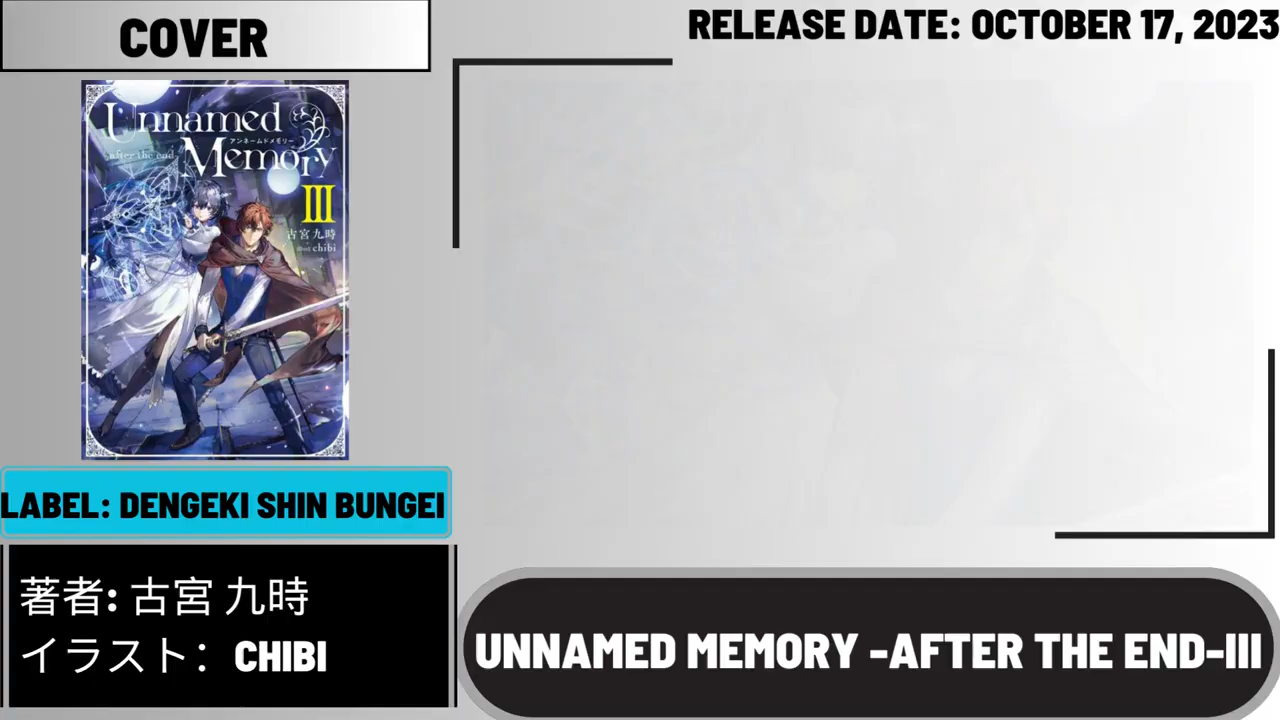 COVER
RELEASE DATE: OCTOBER 17, 2023
Unnamed
アンネームドメモリー
after the end
Memory
III
古宮九時
illust chibi
LABEL: DENGEKI SHIN BUNGEI
著者: 古宮 九時
イラスト： CHIBI
UNNAMED MEMORY -AFTER THE END-III